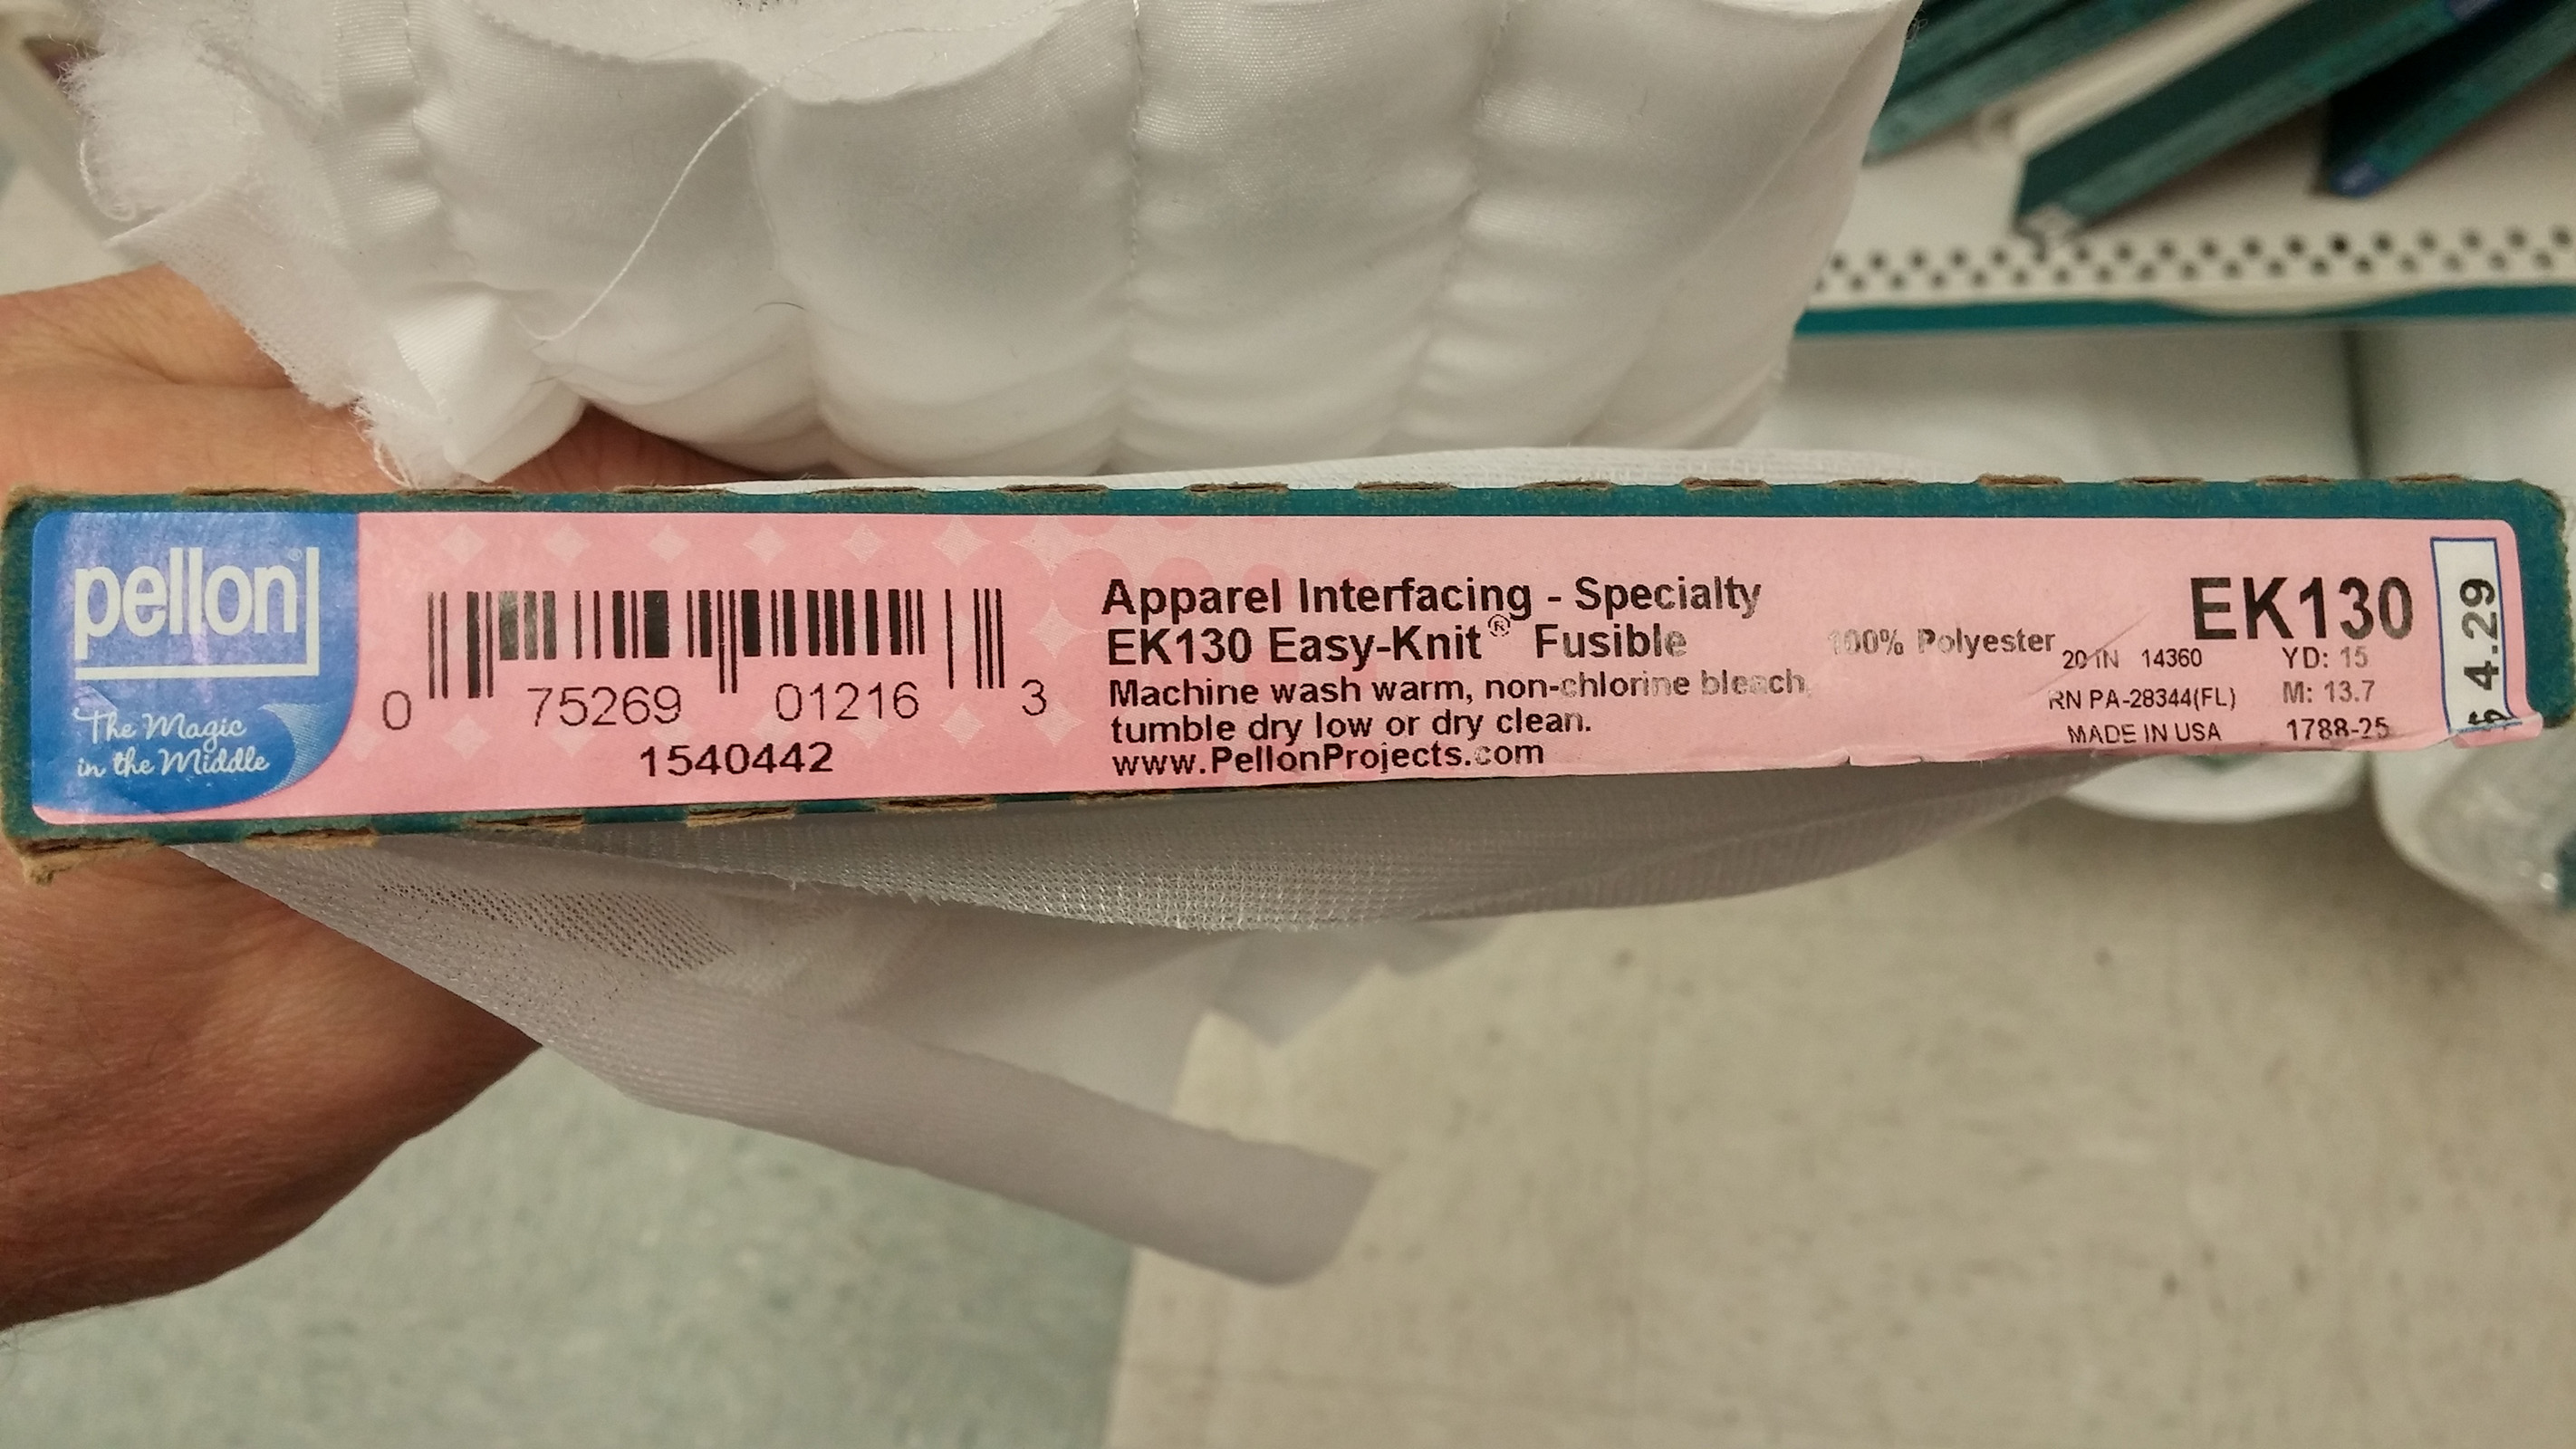 pellon®
The Magic
in the Middle
0 75269 01216 3
1540442
Apparel Interfacing - Specialty
EK130 Easy-Knit® Fusible
Machine wash warm, non-chlorine bleach,
tumble dry low or dry clean.
www.PellonProjects.com
100% Polyester
EK130
20 IN 14360 YD: 15
RN PA-28344(FL) M: 13.7
MADE IN USA 1788-25
$ 4.29